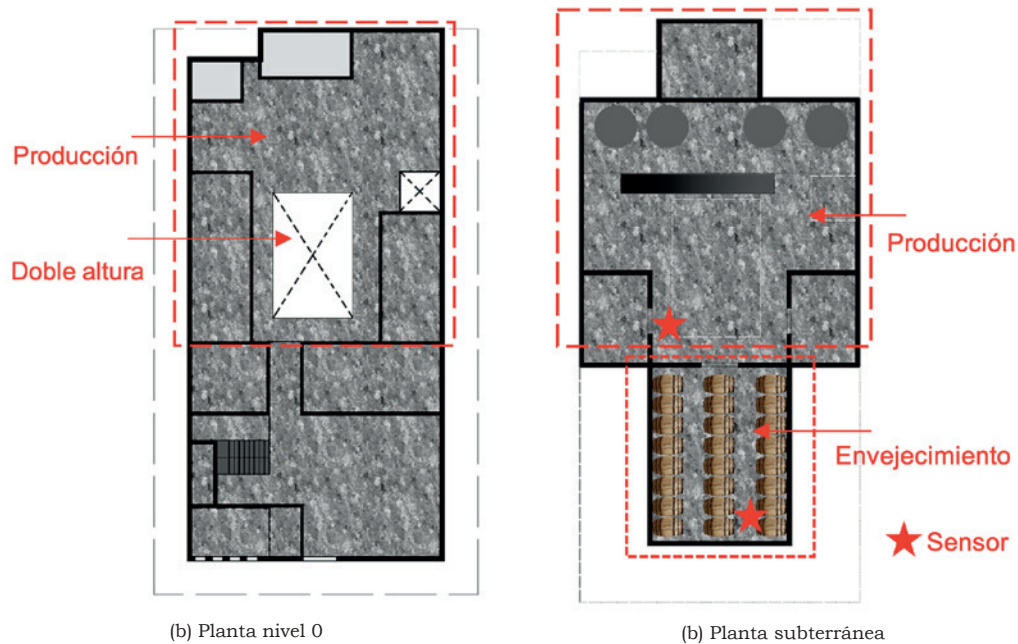 Producción
Doble altura
(b) Planta nivel 0
Producción
Envejecimiento
Sensor
(b) Planta subterránea